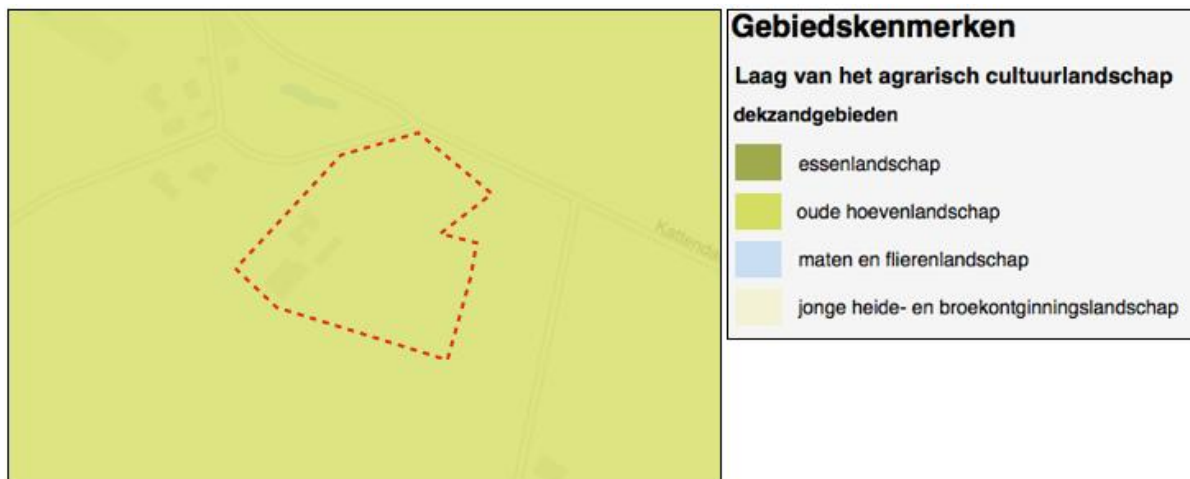 Gebiedskenmerken
Laag van het agrarisch cultuurlandschap
dekzandgebieden
essenlandschap
oude hoevenlandschap
maten en flierenlandschap
jonge heide- en broekontginningslandschap